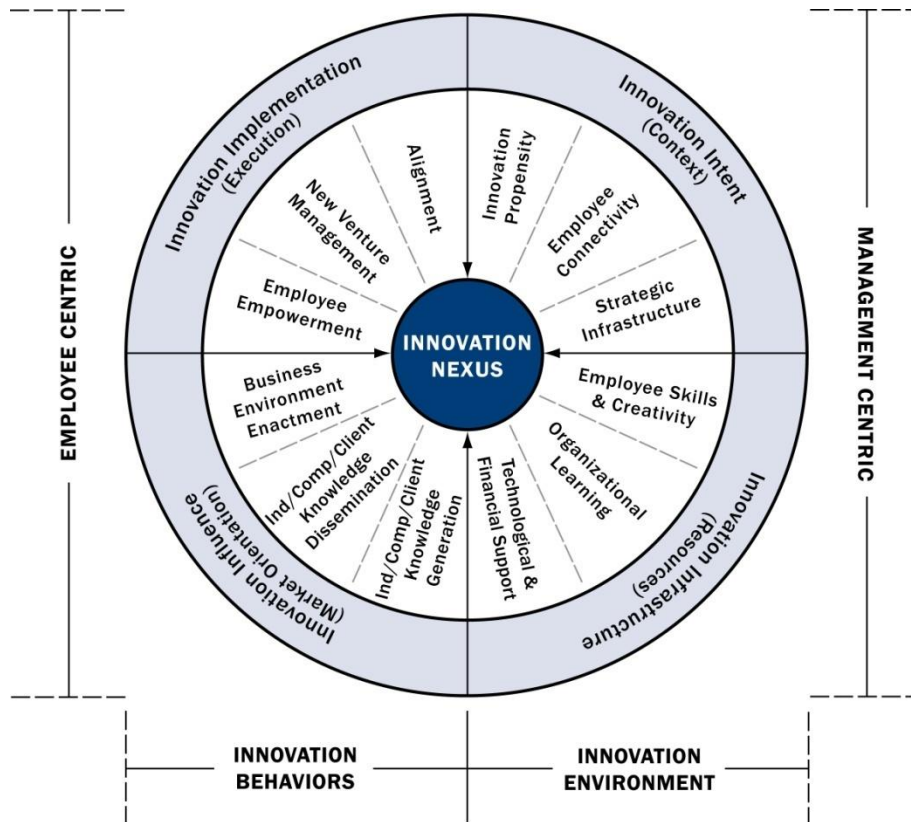 Innovation Implementation
(Execution)
Innovation Intent
(Context)
Alignment
Innovation
Propensity
New Venture
Management
Employee
Connectivity
Employee
Empowerment
Strategic
Infrastructure
EMPLOYEE CENTRIC
INNOVATION
NEXUS
MANAGEMENT CENTRIC
Business
Environment
Enactment
Employee Skills
& Creativity
Ind/Comp/Client
Knowledge
Dissemination
Organizational
Learning
Ind/Comp/Client
Knowledge
Generation
Technological &
Financial Support
Innovation Influence
(Market Orientation)
Innovation Infrastructure
(Resources)
INNOVATION
BEHAVIORS
INNOVATION
ENVIRONMENT